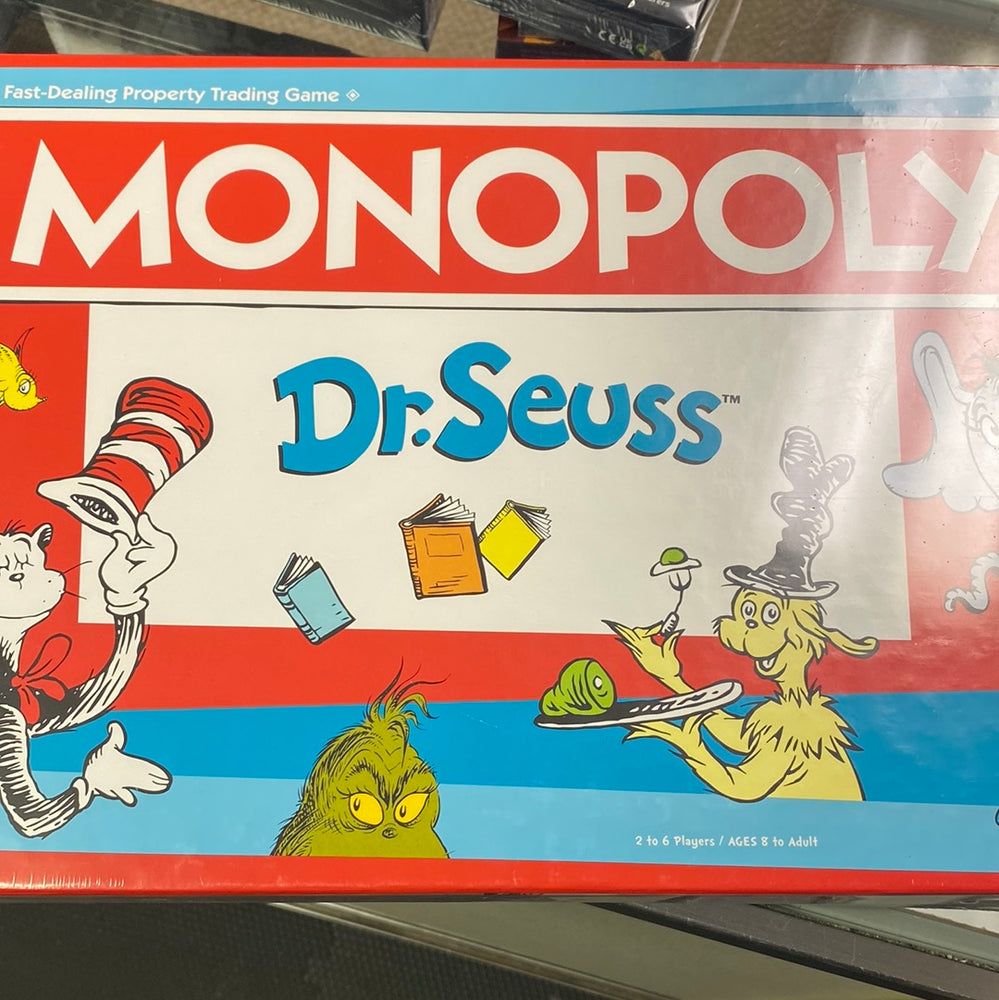 Fast-Dealing Property Trading Game
MONOPOLY
Dr. Seuss™
2 to 6 Players / AGES 8 to Adult